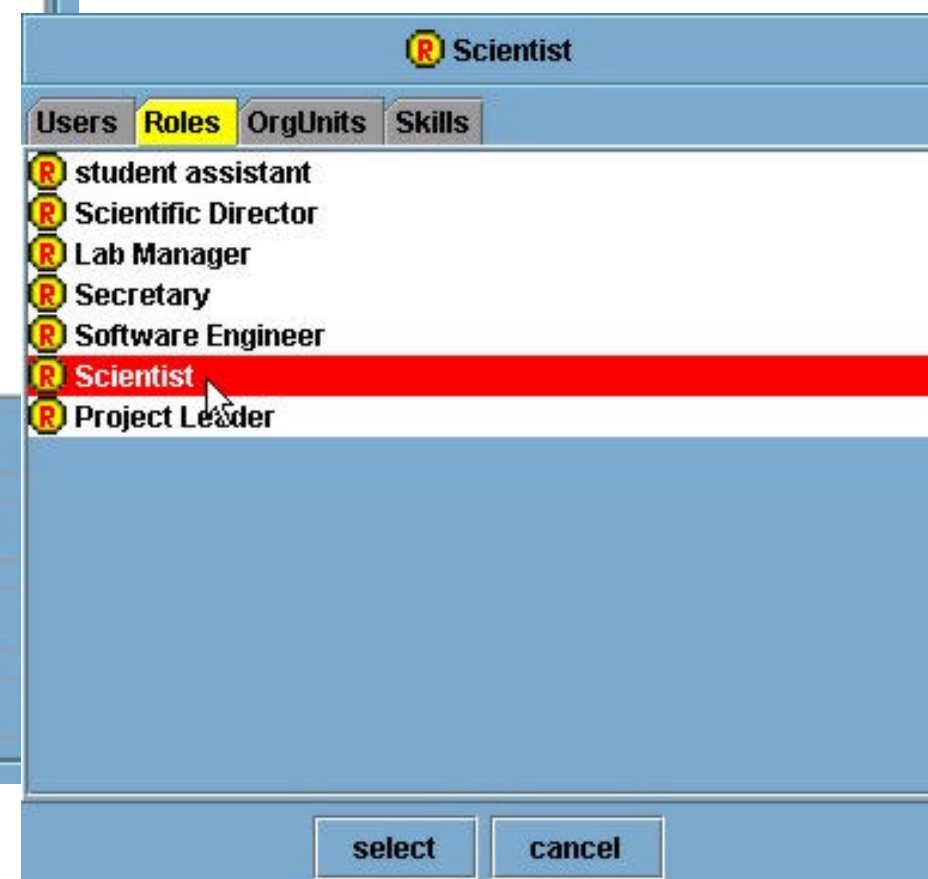 R Scientist
Users Roles OrgUnits Skills
R student assistant
R Scientific Director
R Lab Manager
R Secretary
R Software Engineer
R Scientist
R Project Leader
select cancel